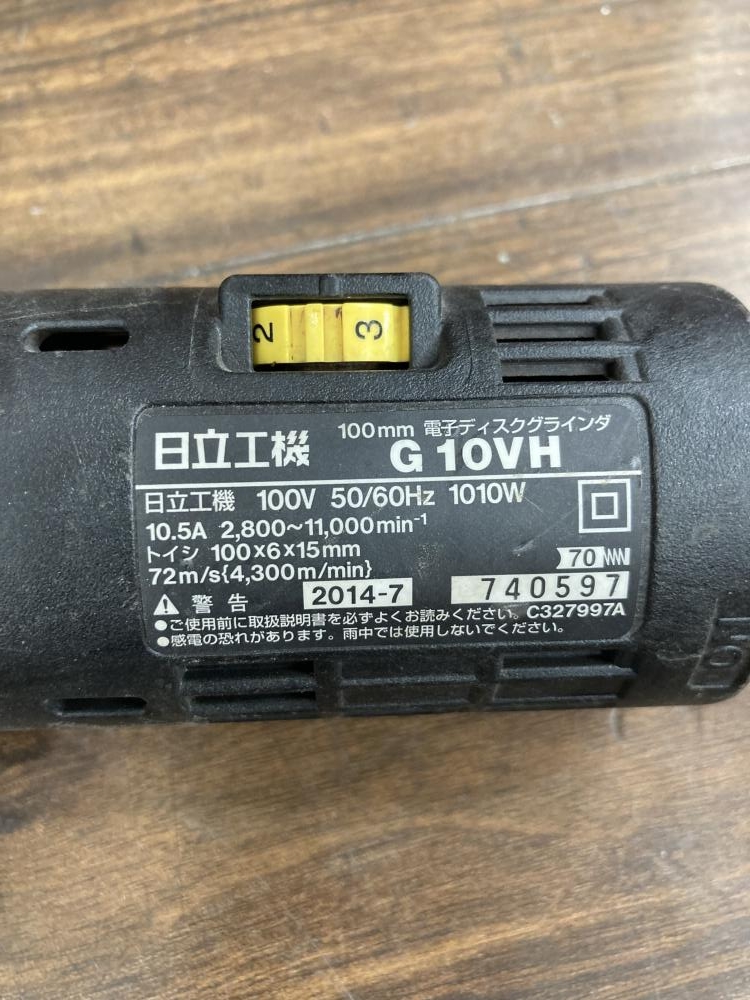 2 3
100mm 電子ディスクグラインダ
日立工機 G 10VH
日立工機 100V 50/60Hz 1010W
10.5A 2,800~11,000min⁻¹
トイシ 100×6×15mm
72m/s{4,300m/min}
70
警告 2014-7 740597
●ご使用前に取扱説明書を必ずよくお読みください。 C327997A
●感電の恐れがあります。雨中では使用しないでください。